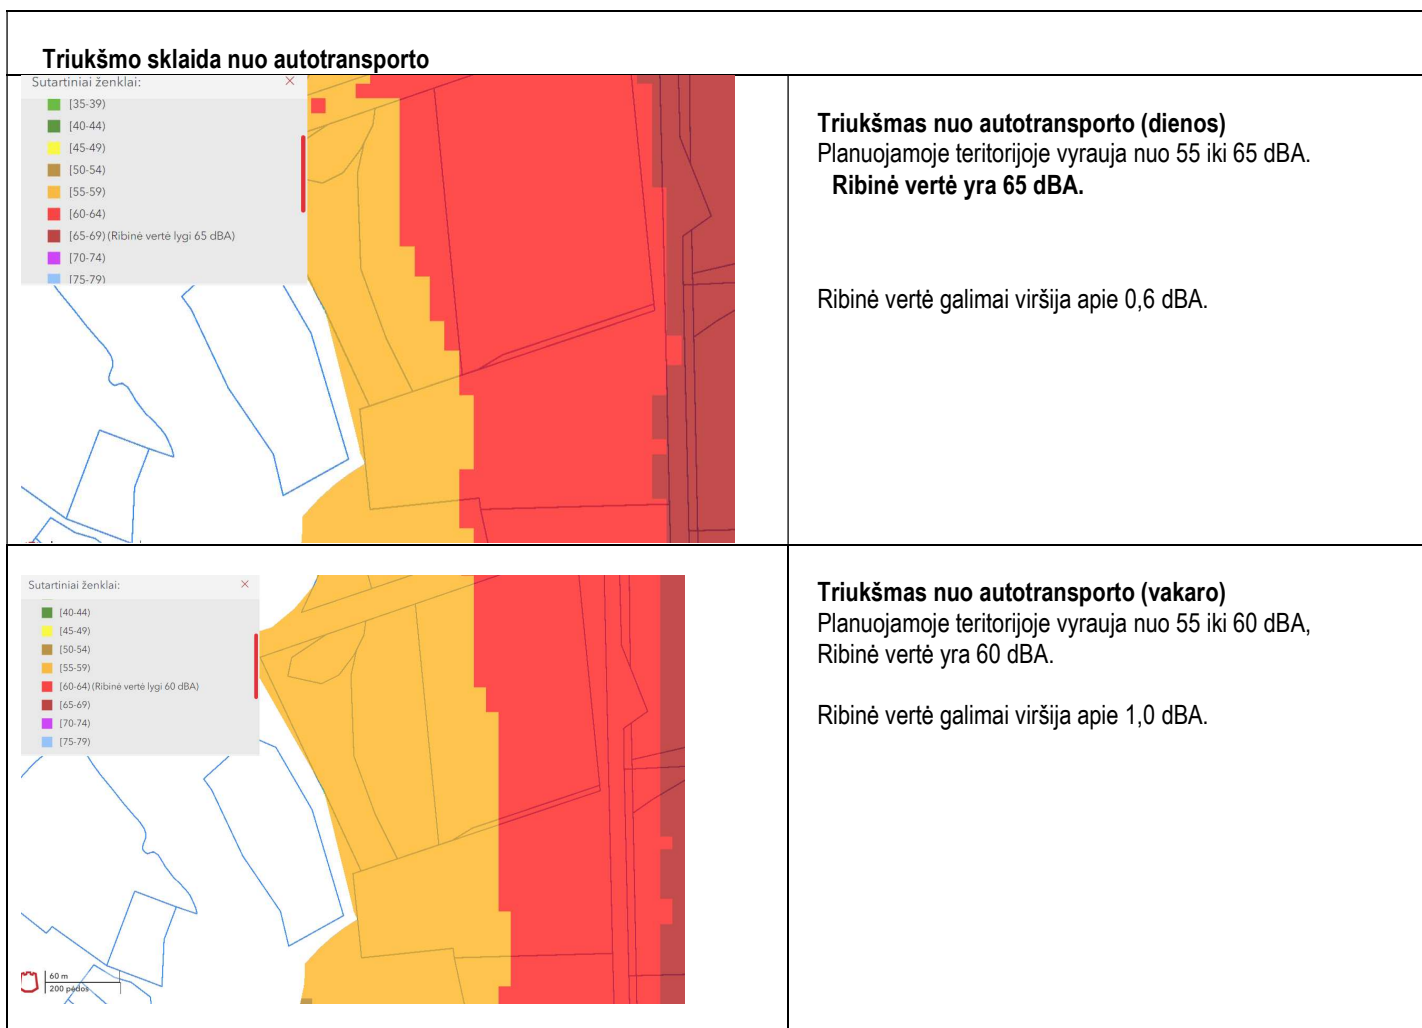 Triukšmo sklaida nuo autotransporto
Sutartiniai ženklai:
[35-39)
[40-44)
[45-49)
[50-54)
[55-59)
[60-64)
[65-69) (Ribinė vertė lygi 65 dBA)
[70-74)
[75-79)
Triukšmas nuo autotransporto (dienos)
Planuojamoje teritorijoje vyrauja nuo 55 iki 65 dBA.
Ribinė vertė yra 65 dBA.
Ribinė vertė galimai viršija apie 0,6 dBA.
Sutartiniai ženklai:
[40-44)
[45-49)
[50-54)
[55-59)
[60-64) (Ribinė vertė lygi 60 dBA)
[65-69)
[70-74)
[75-79)
60 m
200 pėdos
Triukšmas nuo autotransporto (vakaro)
Planuojamoje teritorijoje vyrauja nuo 55 iki 60 dBA,
Ribinė vertė yra 60 dBA.
Ribinė vertė galimai viršija apie 1,0 dBA.